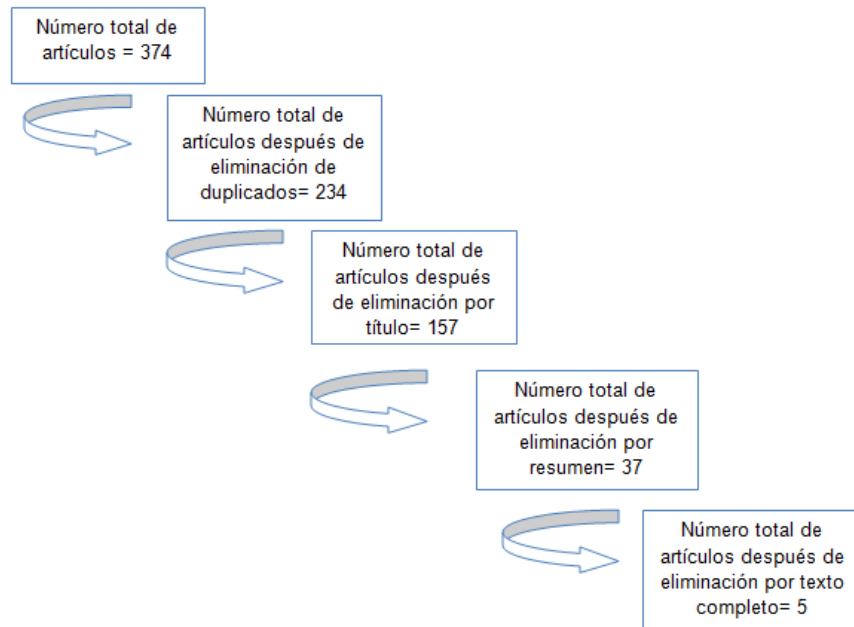 Número total de
artículos = 374
Número total de
artículos después de
eliminación de
duplicados= 234
Número total de
artículos después
de eliminación por
título= 157
Número total de
artículos después de
eliminación por
resumen= 37
Número total de
artículos después de
eliminación por texto
completo= 5